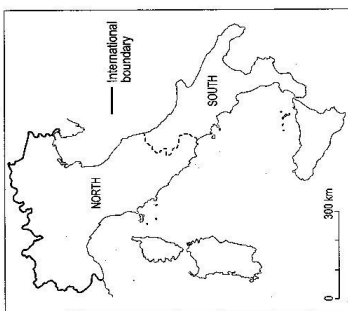 International
boundary
NORTH
SOUTH
0 300 km